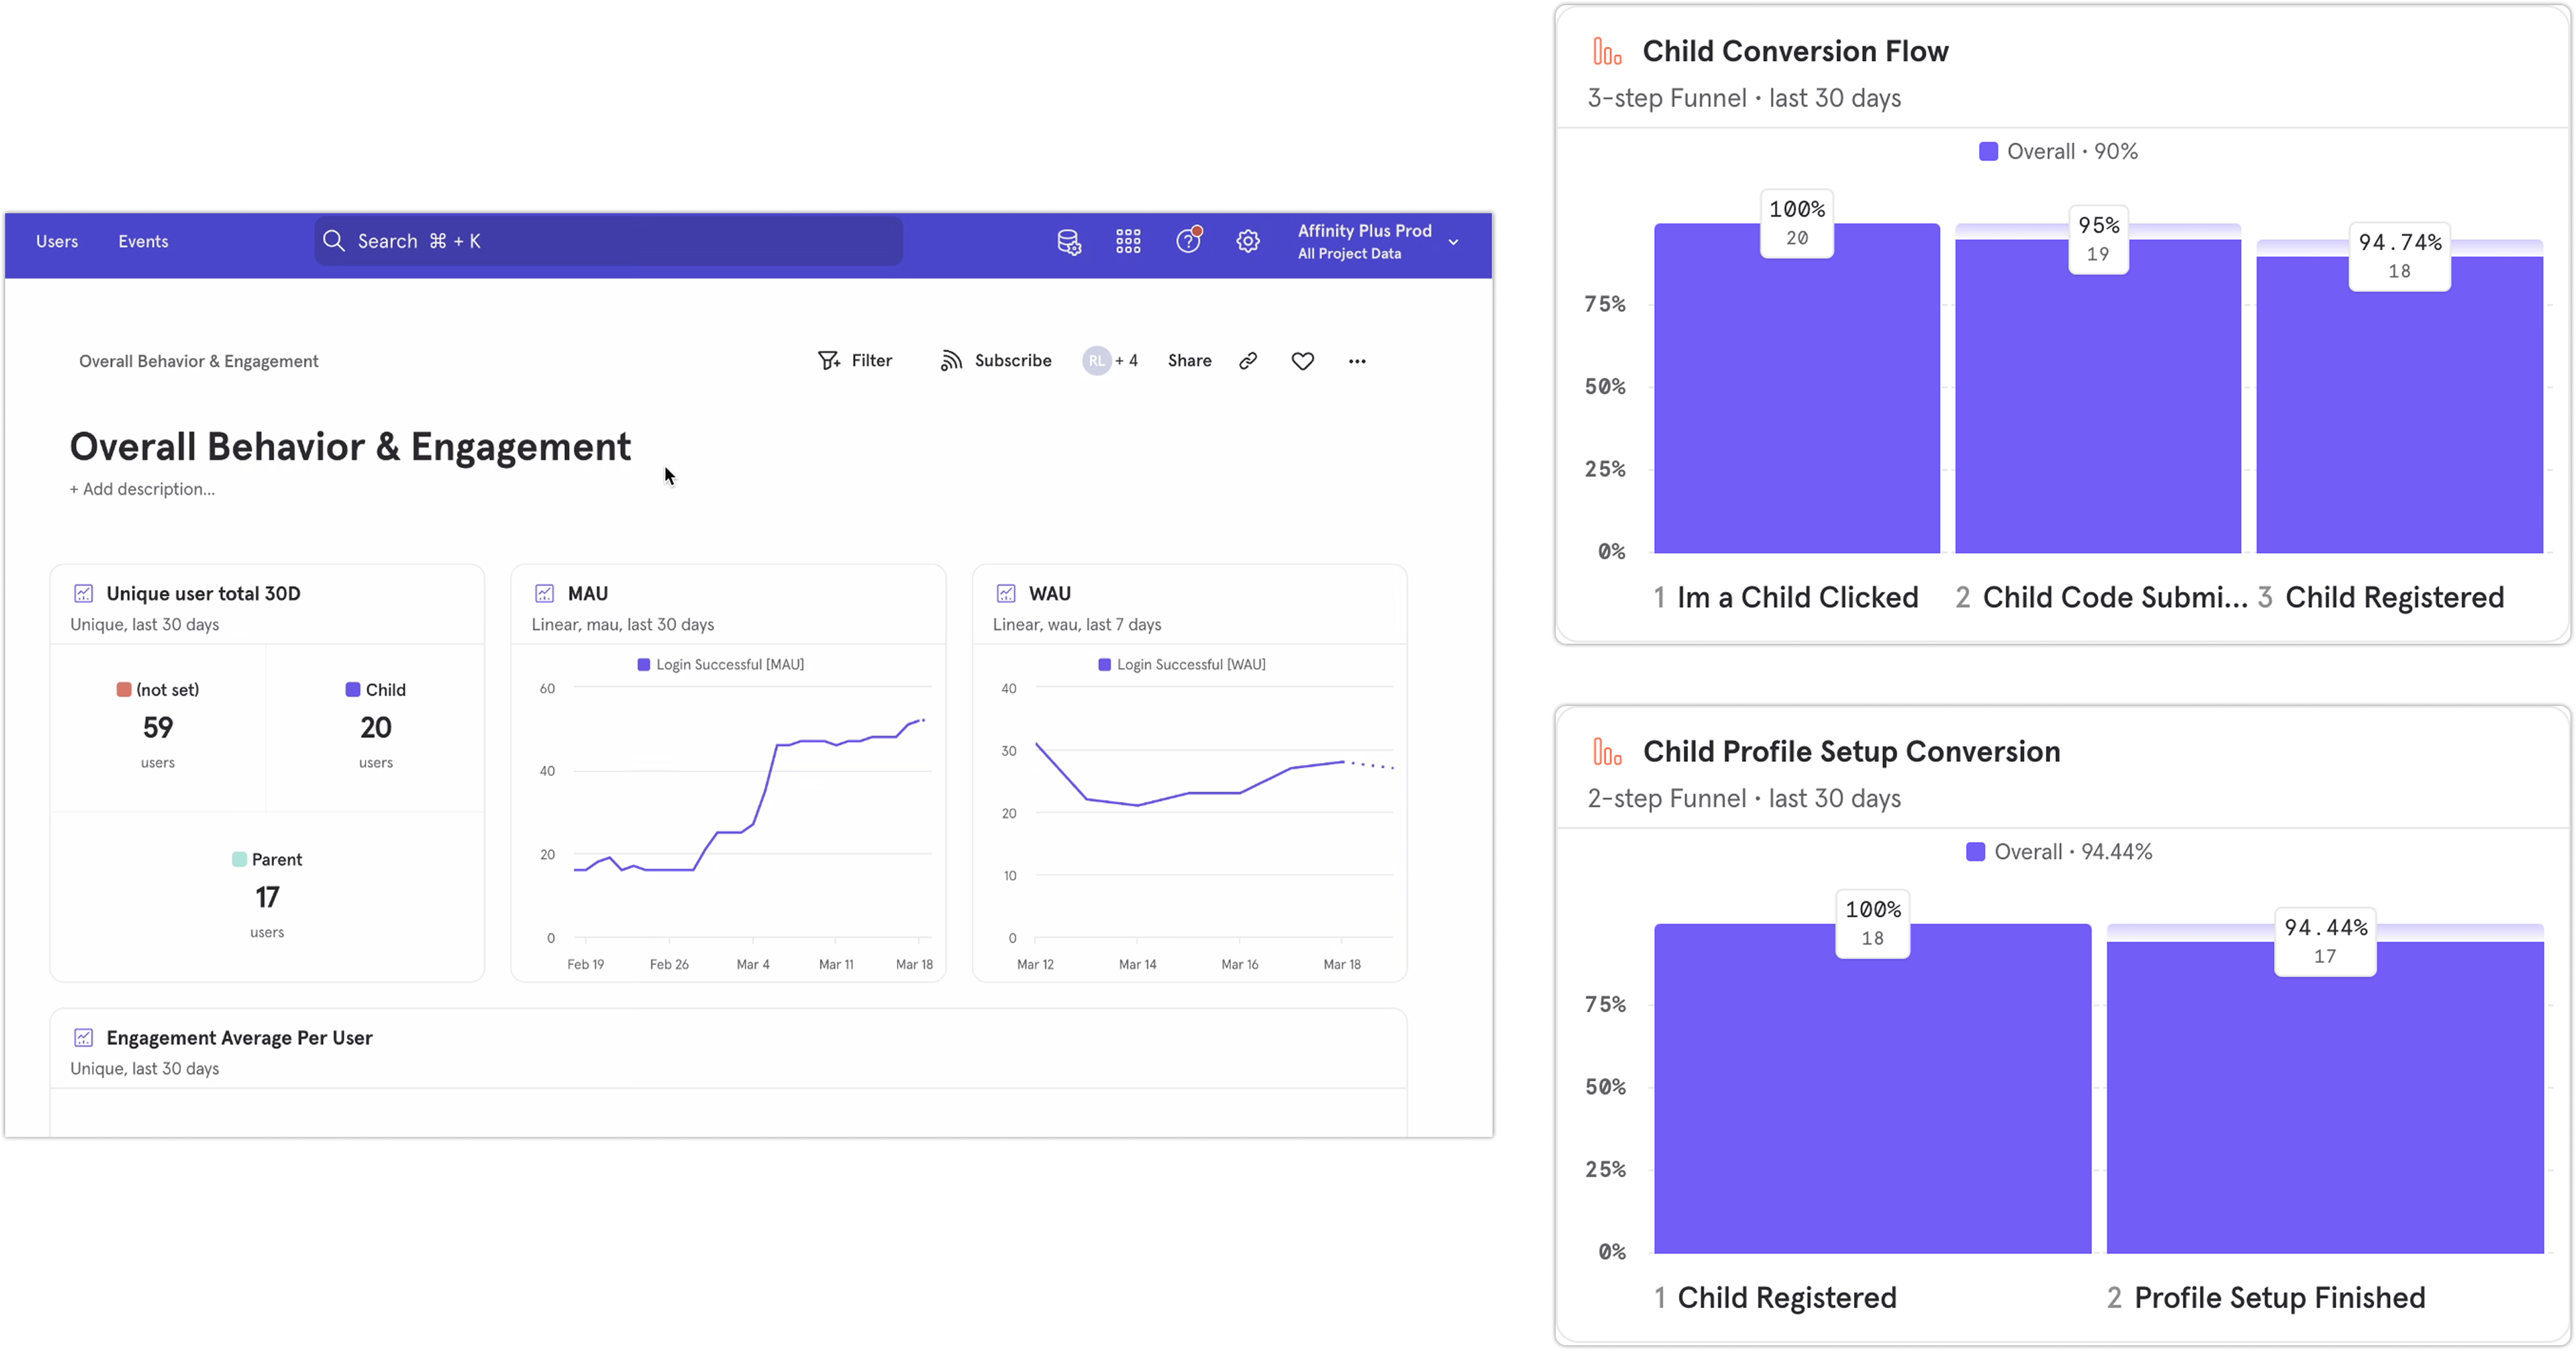 Users
Events
Search ⌘ + K
Affinity Plus Prod
All Project Data
Overall Behavior & Engagement
Filter
Subscribe
RL
+ 4
Share
Overall Behavior & Engagement
+ Add description...
Unique user total 30D
Unique, last 30 days
(not set)
59
users
Child
20
users
Parent
17
users
MAU
Linear, mau, last 30 days
Login Successful [MAU]
60
40
20
0
Feb 19
Feb 26
Mar 4
Mar 11
Mar 18
WAU
Linear, wau, last 7 days
Login Successful [WAU]
40
30
20
10
0
Mar 12
Mar 14
Mar 16
Mar 18
Engagement Average Per User
Unique, last 30 days
Child Conversion Flow
3-step Funnel · last 30 days
Overall · 90%
100%
20
95%
19
94.74%
18
75%
50%
25%
0%
1 Im a Child Clicked
2 Child Code Submi...
3 Child Registered
Child Profile Setup Conversion
2-step Funnel · last 30 days
Overall · 94.44%
100%
18
94.44%
17
75%
50%
25%
0%
1 Child Registered
2 Profile Setup Finished